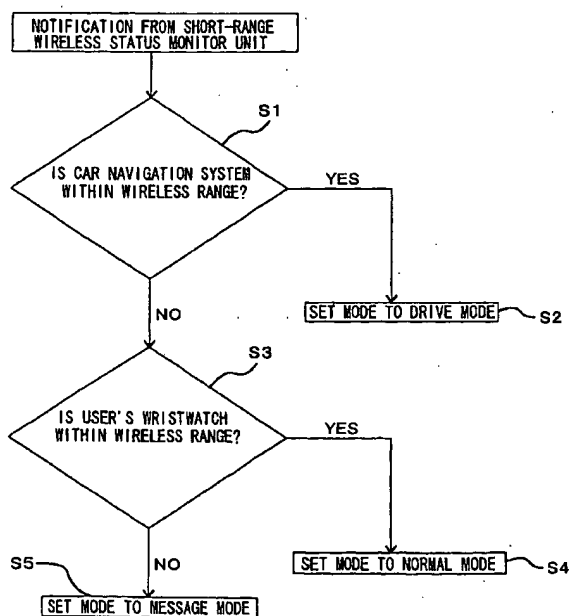 NOTIFICATION FROM SHORT-RANGE
WIRELESS STATUS MONITOR UNIT
S1
IS CAR NAVIGATION SYSTEM
WITHIN WIRELESS RANGE?
YES
NO
SET MODE TO DRIVE MODE
S2
S3
IS USER'S WRISTWATCH
WITHIN WIRELESS RANGE?
YES
NO
SET MODE TO NORMAL MODE
S4
S5
SET MODE TO MESSAGE MODE